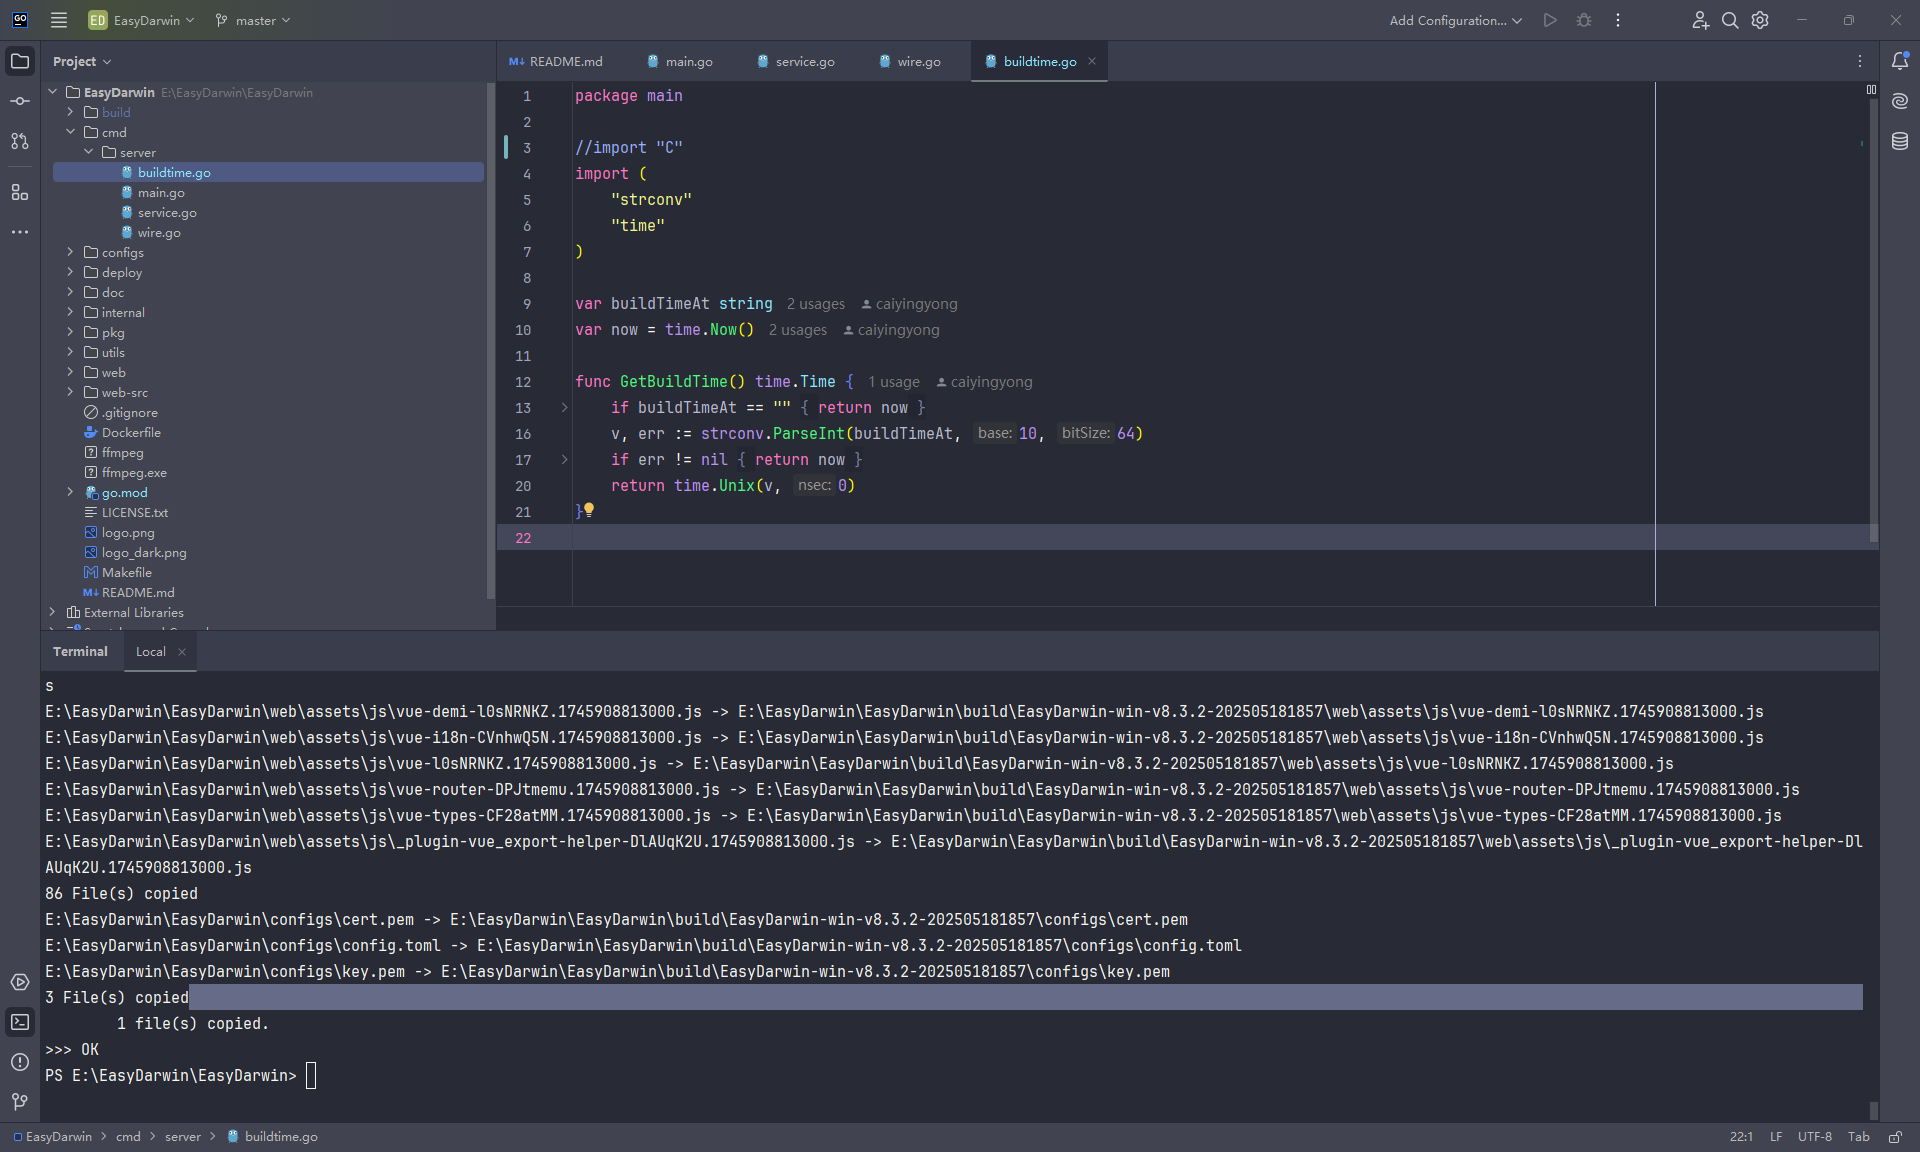 GO
ED EasyDarwin
master
Add Configuration...
Project
EasyDarwin E:\EasyDarwin\EasyDarwin
build
cmd
server
buildtime.go
main.go
service.go
wire.go
configs
deploy
doc
internal
pkg
utils
web
web-src
.gitignore
Dockerfile
ffmpeg
ffmpeg.exe
go.mod
LICENSE.txt
logo.png
logo_dark.png
Makefile
M↓ README.md
External Libraries
M↓ README.md
main.go
service.go
wire.go
buildtime.go
1 package main
2
3 //import "C"
4 import (
5 "strconv"
6 "time"
7 )
8
9 var buildTimeAt string 2 usages caiyingyong
10 var now = time.Now() 2 usages caiyingyong
11
12 func GetBuildTime() time.Time { 1 usage caiyingyong
13 if buildTimeAt == "" { return now }
16 v, err := strconv.ParseInt(buildTimeAt, base: 10, bitSize: 64)
17 if err != nil { return now }
20 return time.Unix(v, nsec: 0)
21 }
22
Terminal
Local
s
E:\EasyDarwin\EasyDarwin\web\assets\js\vue-demi-l0sNRNKZ.1745908813000.js -> E:\EasyDarwin\EasyDarwin\build\EasyDarwin-win-v8.3.2-202505181857\web\assets\js\vue-demi-l0sNRNKZ.1745908813000.js
E:\EasyDarwin\EasyDarwin\web\assets\js\vue-i18n-CVnhwQ5N.1745908813000.js -> E:\EasyDarwin\EasyDarwin\build\EasyDarwin-win-v8.3.2-202505181857\web\assets\js\vue-i18n-CVnhwQ5N.1745908813000.js
E:\EasyDarwin\EasyDarwin\web\assets\js\vue-l0sNRNKZ.1745908813000.js -> E:\EasyDarwin\EasyDarwin\build\EasyDarwin-win-v8.3.2-202505181857\web\assets\js\vue-l0sNRNKZ.1745908813000.js
E:\EasyDarwin\EasyDarwin\web\assets\js\vue-router-DPJtmemu.1745908813000.js -> E:\EasyDarwin\EasyDarwin\build\EasyDarwin-win-v8.3.2-202505181857\web\assets\js\vue-router-DPJtmemu.1745908813000.js
E:\EasyDarwin\EasyDarwin\web\assets\js\vue-types-CF28atMM.1745908813000.js -> E:\EasyDarwin\EasyDarwin\build\EasyDarwin-win-v8.3.2-202505181857\web\assets\js\vue-types-CF28atMM.1745908813000.js
E:\EasyDarwin\EasyDarwin\web\assets\js\_plugin-vue_export-helper-DlAUqK2U.1745908813000.js -> E:\EasyDarwin\EasyDarwin\build\EasyDarwin-win-v8.3.2-202505181857\web\assets\js\_plugin-vue_export-helper-Dl
AUqK2U.1745908813000.js
86 File(s) copied
E:\EasyDarwin\EasyDarwin\configs\cert.pem -> E:\EasyDarwin\EasyDarwin\build\EasyDarwin-win-v8.3.2-202505181857\configs\cert.pem
E:\EasyDarwin\EasyDarwin\configs\config.toml -> E:\EasyDarwin\EasyDarwin\build\EasyDarwin-win-v8.3.2-202505181857\configs\config.toml
E:\EasyDarwin\EasyDarwin\configs\key.pem -> E:\EasyDarwin\EasyDarwin\build\EasyDarwin-win-v8.3.2-202505181857\configs\key.pem
3 File(s) copied
1 file(s) copied.
>>> OK
PS E:\EasyDarwin\EasyDarwin>
EasyDarwin > cmd > server > buildtime.go
22:1 LF UTF-8 Tab